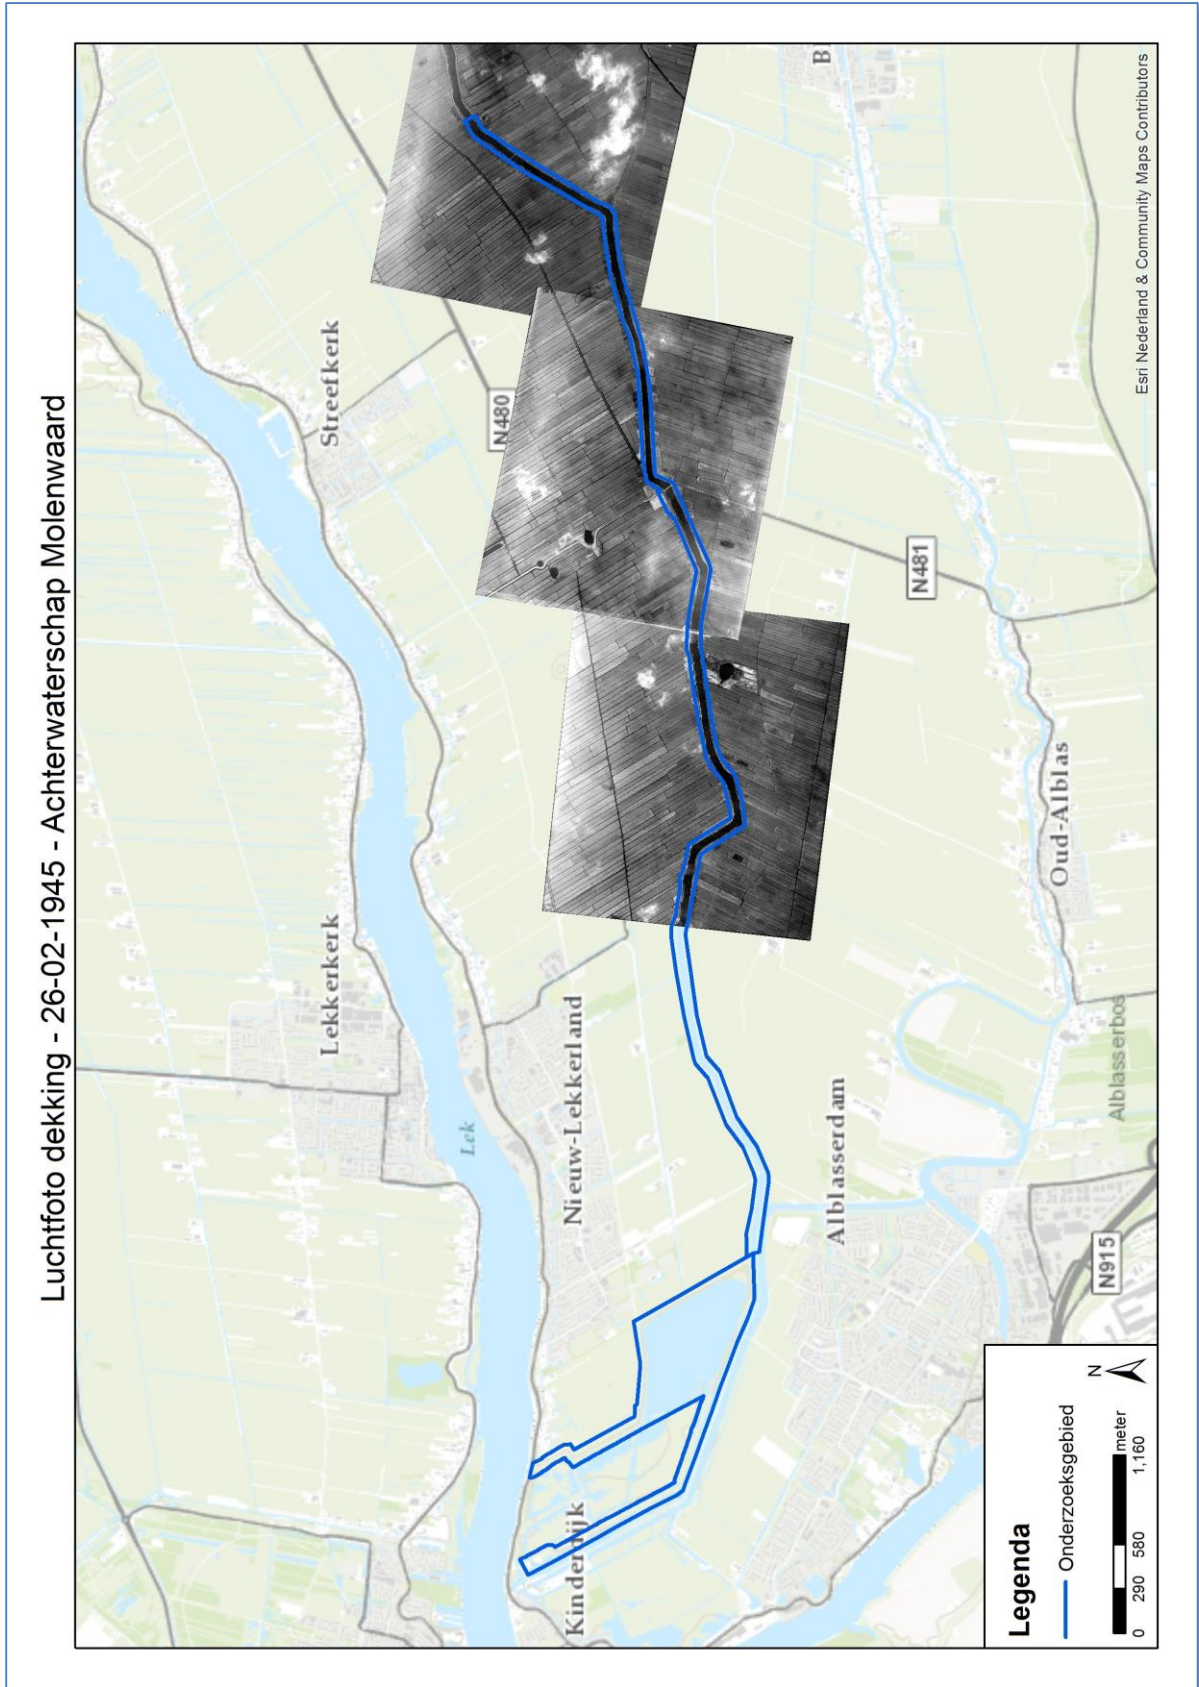 Luchtfoto dekking - 26-02-1945 - Achterwaterschap Molenwaard
Streefkerk
Lekkerkerk
Lek
N480
Nieuw-Lekkerland
Kinderdijk
B
N481
Alblasserdam
Oud-Alblas
Alblasserbos
N915
Legenda
Onderzoeksgebied
N
0 290 580 1,160
meter
Esri Nederland & Community Maps Contributors